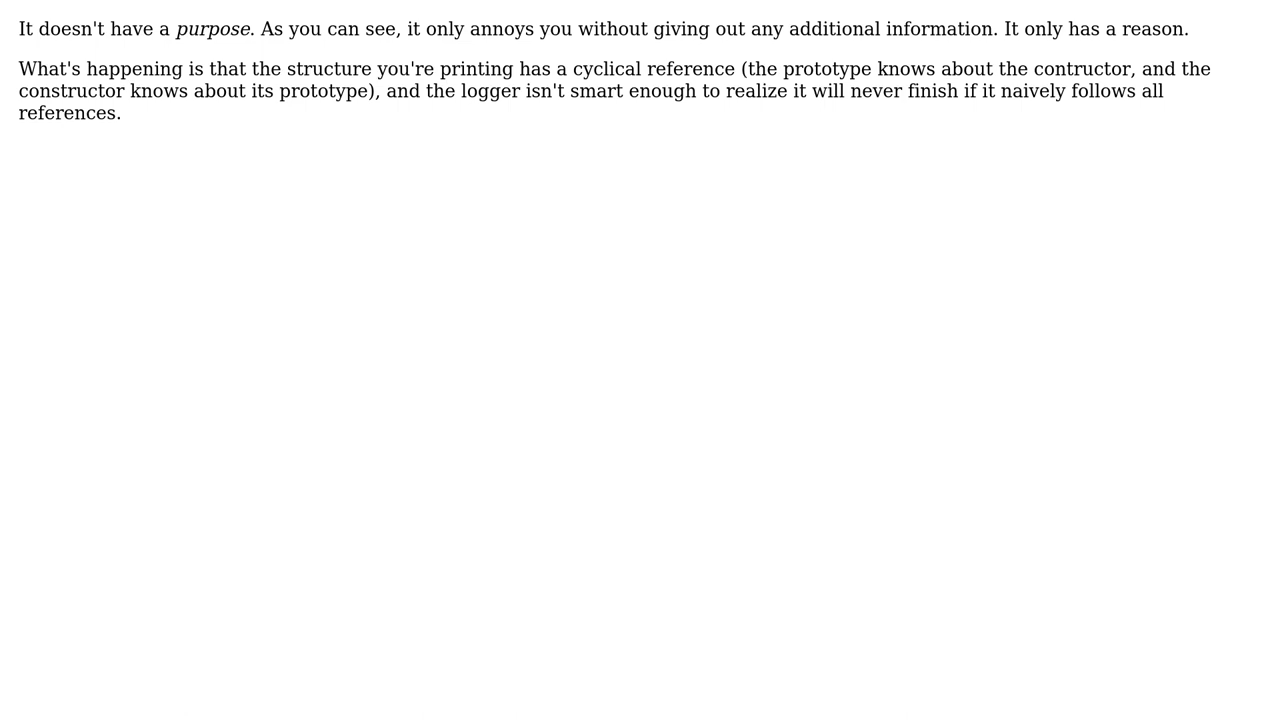 It doesn't have a purpose. As you can see, it only annoys you without giving out any additional information. It only has a reason.
What's happening is that the structure you're printing has a cyclical reference (the prototype knows about the contructor, and the
constructor knows about its prototype), and the logger isn't smart enough to realize it will never finish if it naively follows all
references.